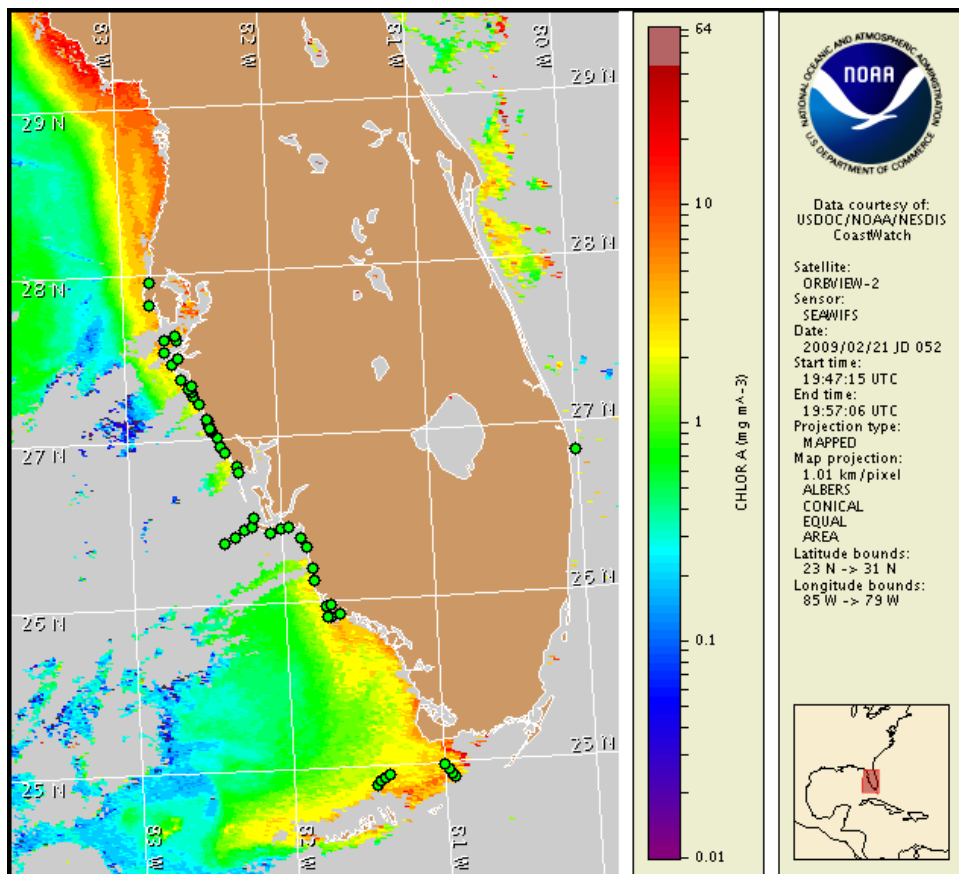 83 W
82 W
81 W
80 W
29 N
29 N
28 N
28 N
27 N
27 N
26 N
26 N
25 N
25 N
83 W
82 W
81 W
64
10
1
0.1
0.01
CHLOR A (mg m^-3)
NATIONAL OCEANIC AND ATMOSPHERIC ADMINISTRATION
NOAA
U.S. DEPARTMENT OF COMMERCE
Data courtesy of:
USDOC/NOAA/NESDIS
CoastWatch
Satellite:
ORBVIEW-2
Sensor:
SEAWIFS
Date:
2009/02/21 JD 052
Start time:
19:47:15 UTC
End time:
19:57:06 UTC
Projection type:
MAPPED
Map projection:
1.01 km/pixel
ALBERS
CONICAL
EQUAL
AREA
Latitude bounds:
23 N -> 31 N
Longitude bounds:
85 W -> 79 W